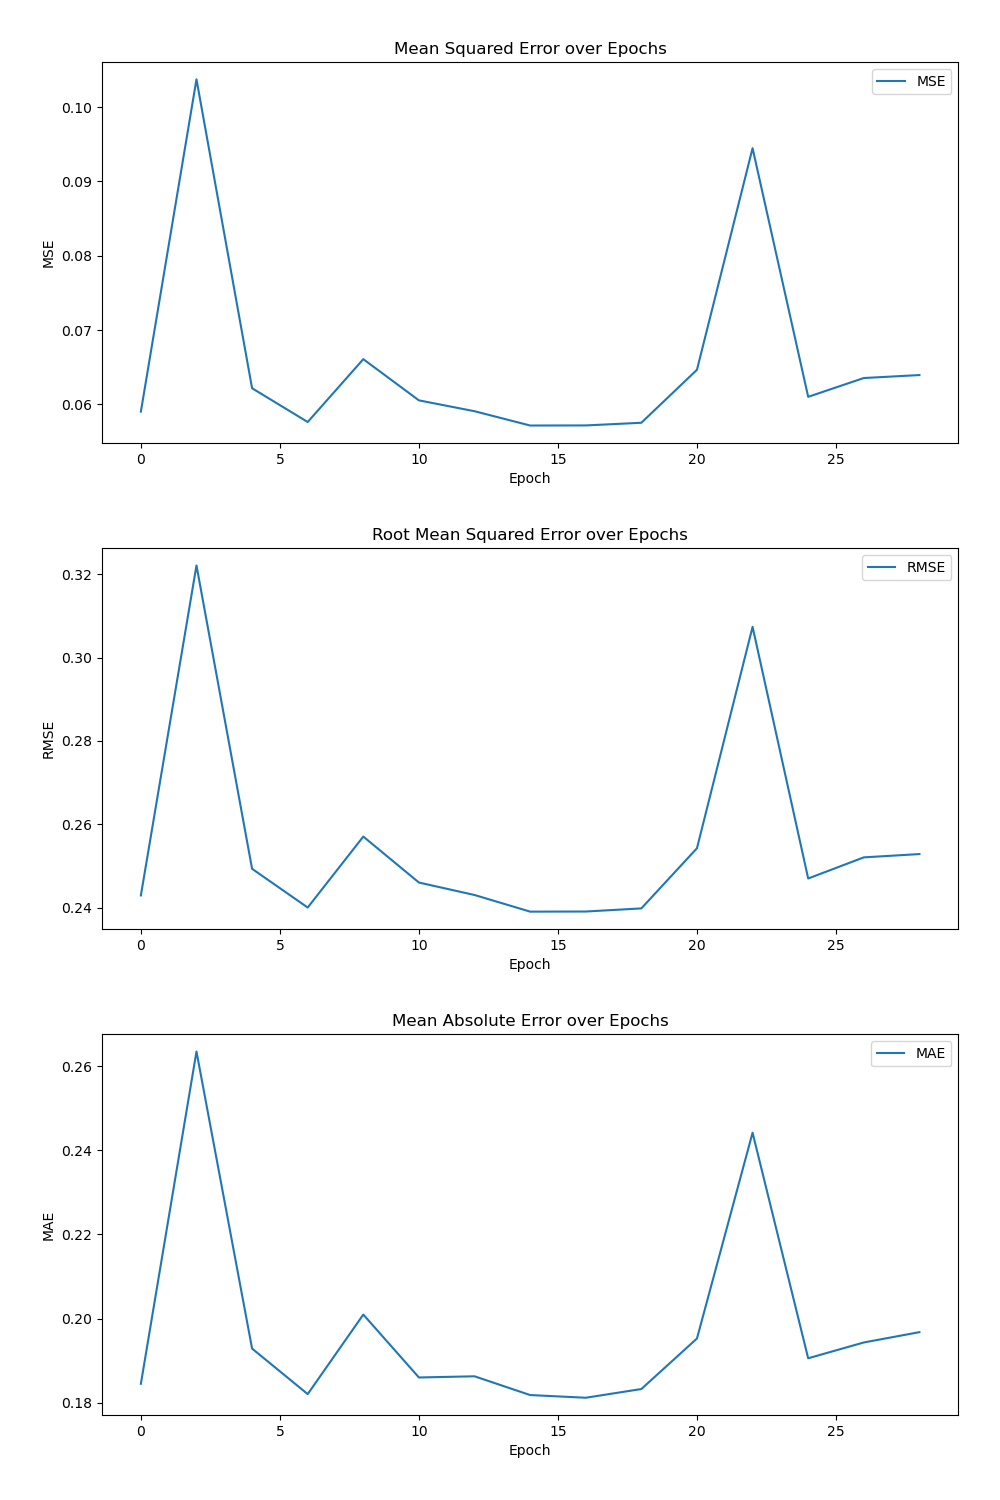 Mean Squared Error over Epochs
MSE
0.10
0.09
0.08
0.07
0.06
MSE
0 5 10 15 20 25
Epoch
Root Mean Squared Error over Epochs
RMSE
0.32
0.30
0.28
0.26
0.24
RMSE
0 5 10 15 20 25
Epoch
Mean Absolute Error over Epochs
MAE
0.26
0.24
0.22
0.20
0.18
MAE
0 5 10 15 20 25
Epoch